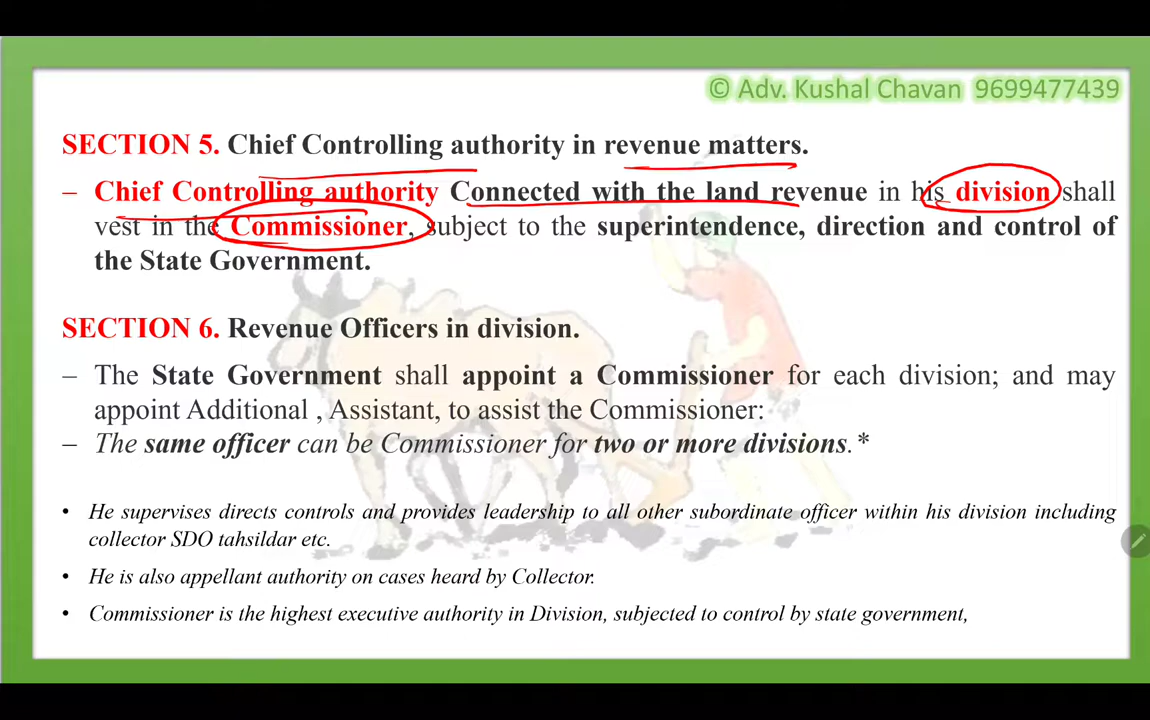 © Adv. Kushal Chavan 9699477439
SECTION 5. Chief Controlling authority in revenue matters.
– Chief Controlling authority Connected with the land revenue in his division shall
vest in the Commissioner, subject to the superintendence, direction and control of
the State Government.
SECTION 6. Revenue Officers in division.
– The State Government shall appoint a Commissioner for each division; and may
appoint Additional , Assistant, to assist the Commissioner:
– The same officer can be Commissioner for two or more divisions.*
• He supervises directs controls and provides leadership to all other subordinate officer within his division including
collector SDO tahsildar etc.
• He is also appellant authority on cases heard by Collector.
• Commissioner is the highest executive authority in Division, subjected to control by state government,